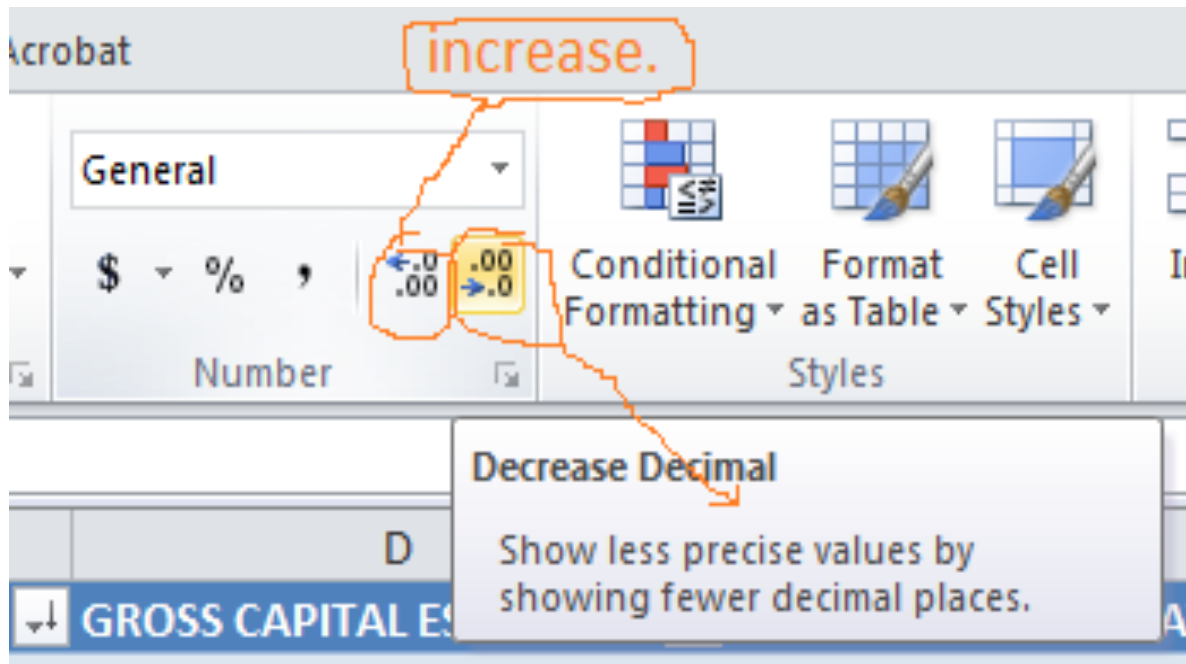 Acrobat
increase.
General
$ % , .0 .00 .00 .0
Conditional Formatting
Format as Table
Cell Styles
Number
Styles
Decrease Decimal
Show less precise values by
showing fewer decimal places.
D
GROSS CAPITAL